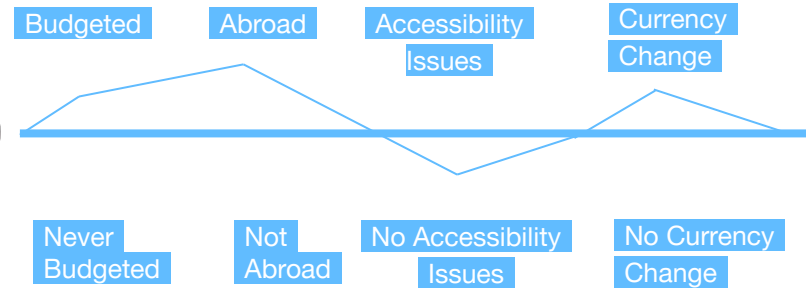 Budgeted
Abroad
Accessibility
Issues
Currency
Change
Never
Budgeted
Not
Abroad
No Accessibility
Issues
No Currency
Change